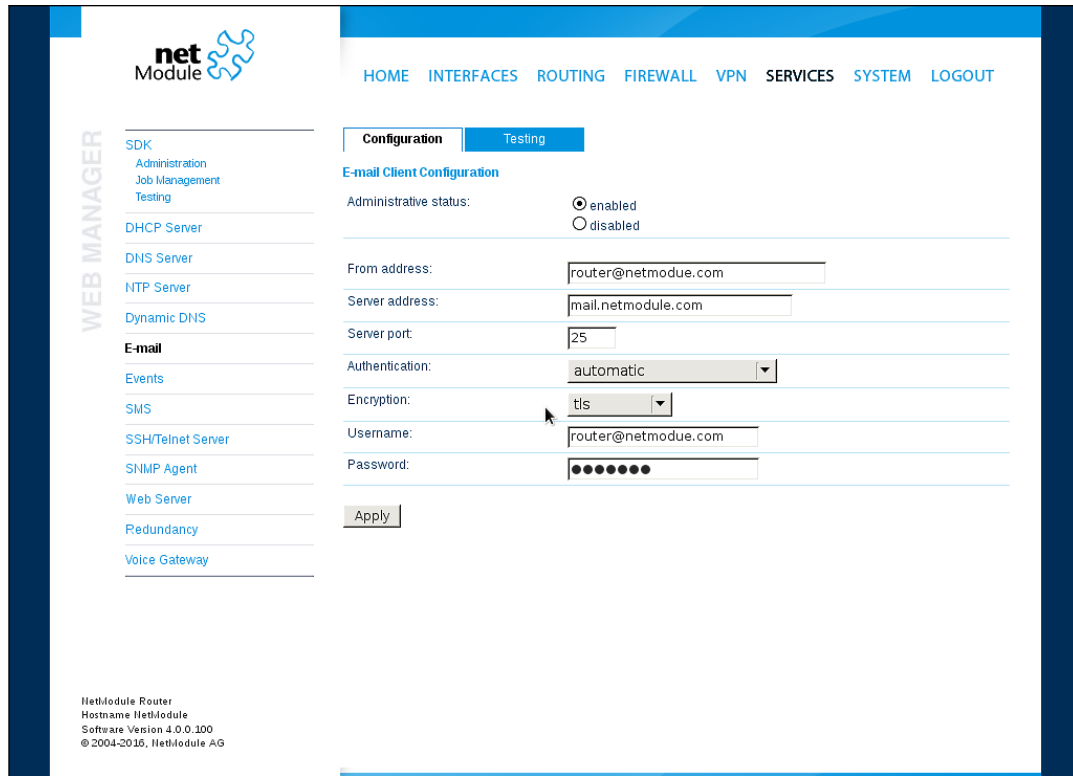 net
Module
HOME INTERFACES ROUTING FIREWALL VPN SERVICES SYSTEM LOGOUT
WEB MANAGER
SDK
Administration
Job Management
Testing
DHCP Server
DNS Server
NTP Server
Dynamic DNS
E-mail
Events
SMS
SSH/Telnet Server
SNMP Agent
Web Server
Redundancy
Voice Gateway
Configuration Testing
E-mail Client Configuration
Administrative status: enabled
disabled
From address: router@netmodue.com
Server address: mail.netmodule.com
Server port: 25
Authentication: automatic
Encryption: tls
Username: router@netmodue.com
Password: ●●●●●●●
Apply
NetModule Router
Hostname NetModule
Software Version 4.0.0.100
© 2004-2016, NetModule AG